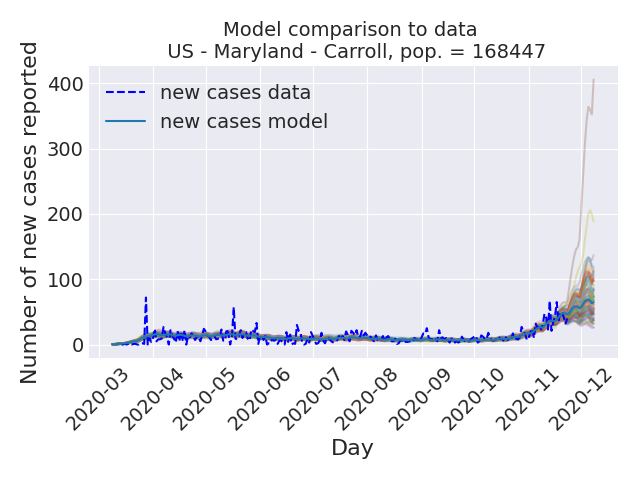 Model comparison to data
US - Maryland - Carroll, pop. = 168447
Number of new cases reported
400
300
200
100
0
new cases data
new cases model
2020-03
2020-04
2020-05
2020-06
2020-07
2020-08
2020-09
2020-10
2020-11
2020-12
Day